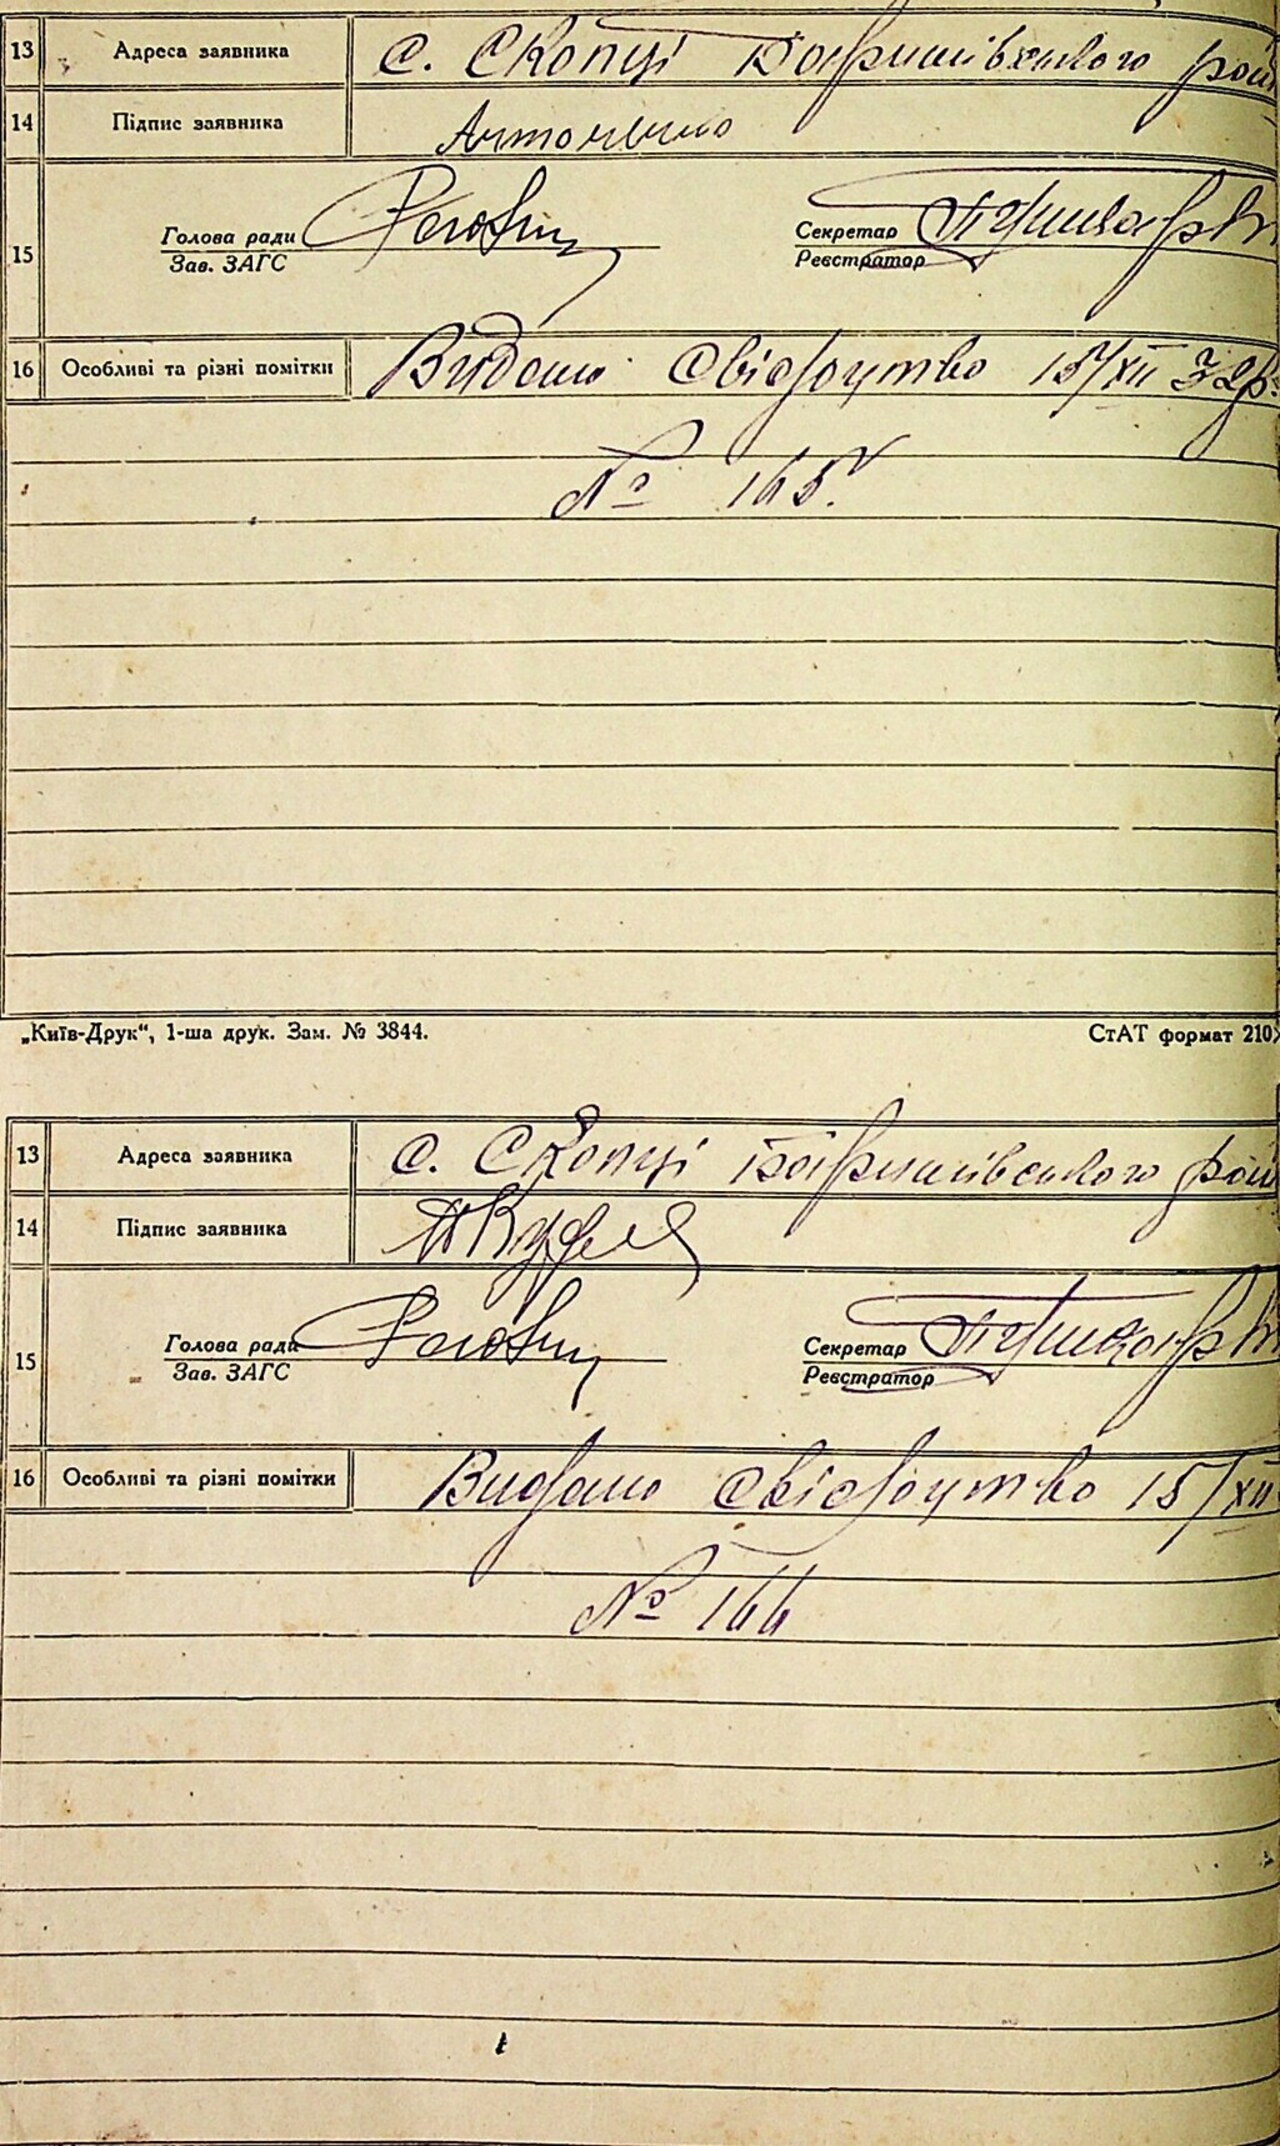 13 Адреса заявника с. Скопці Баришівського рай
14 Підпис заявника
15 Голова ради Секретар
Зав. ЗАГС Реєстратор
16 Особливі та різні помітки Видано свідоцтво 15/XII 32р.
№ 165
„Київ-Друк“, 1-ша друк. Зам. № 3844. СтАТ формат 210
13 Адреса заявника с. Скопці Баришівського рай
14 Підпис заявника
15 Голова ради Секретар
Зав. ЗАГС Реєстратор
16 Особливі та різні помітки Видано свідоцтво 15/XII
№ 166